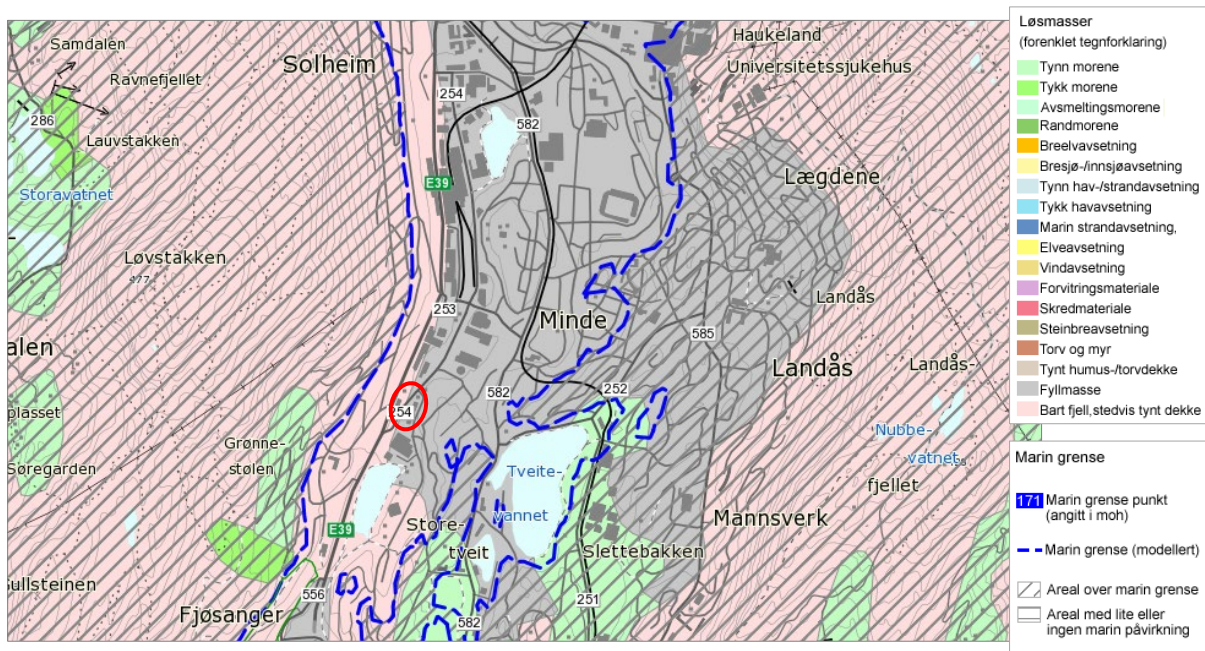 Samdalen
Ravnefjellet
286
Lauvstakken
Storavatnet
Solheim
254
582
E39
Haukeland
Universitetssjukehus
Lægdene
Løvstakken
477
253
Minde
Landås
585
alen
254
582
252
Landås
Landås-
plasset
Grønne-
stølen
Søregarden
Nubbe-
vatnet
fjellet
Tveite-
vannet
E39
Store-
tveit
Mannsverk
Slettebakken
Sullsteinen
556
Fjøsanger
582
251
Løsmasser
(forenklet tegnforklaring)
Tynn morene
Tykk morene
Avsmeltingsmorene
Randmorene
Breelvavsetning
Bresjø-/innsjøavsetning
Tynn hav-/strandavsetning
Tykk havavsetning
Marin strandavsetning,
Elveavsetning
Vindavsetning
Forvitringsmateriale
Skredmateriale
Steinbreavsetning
Torv og myr
Tynt humus-/torvdekke
Fyllmasse
Bart fjell,stedvis tynt dekke
Marin grense
171 Marin grense punkt
(angitt i moh)
Marin grense (modellert)
Areal over marin grense
Areal med lite eller
ingen marin påvirkning